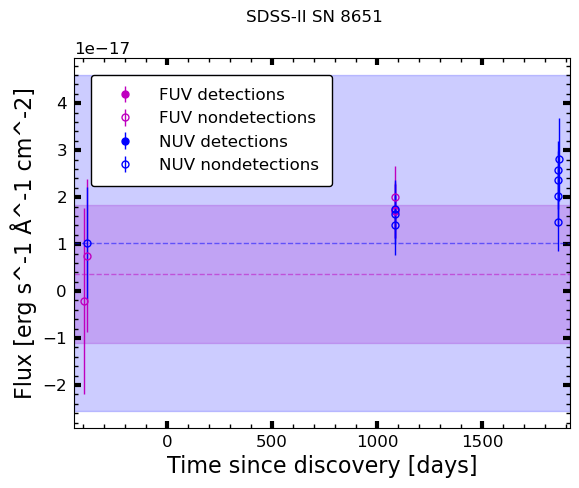 SDSS-II SN 8651
1e−17
FUV detections
FUV nondetections
NUV detections
NUV nondetections
4
3
2
1
0
−1
−2
Flux [erg s^-1 Å^-1 cm^-2]
0 500 1000 1500
Time since discovery [days]